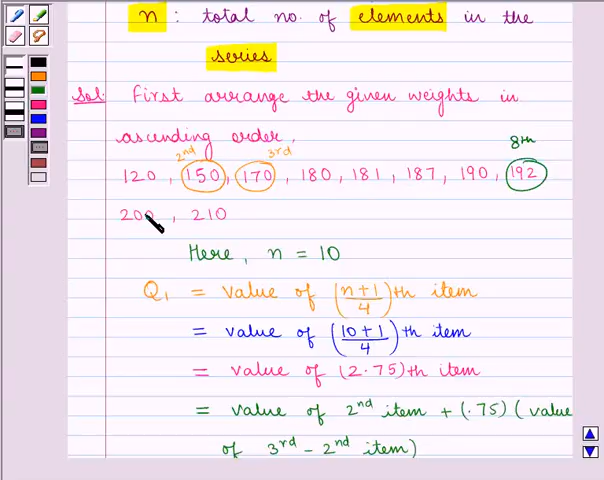 n : total no. of elements in the
series
Sol: First arrange the given weights in
ascending order,
2nd 3rd 8th
120 , 150 , 170 , 180 , 181 , 187 , 190 , 192
200 , 210
Here, n = 10
Q₁ = value of (n+1/4)th item
= value of (10+1/4)th item
= value of (2.75)th item
= value of 2nd item + (.75) (value
of 3rd – 2nd item)